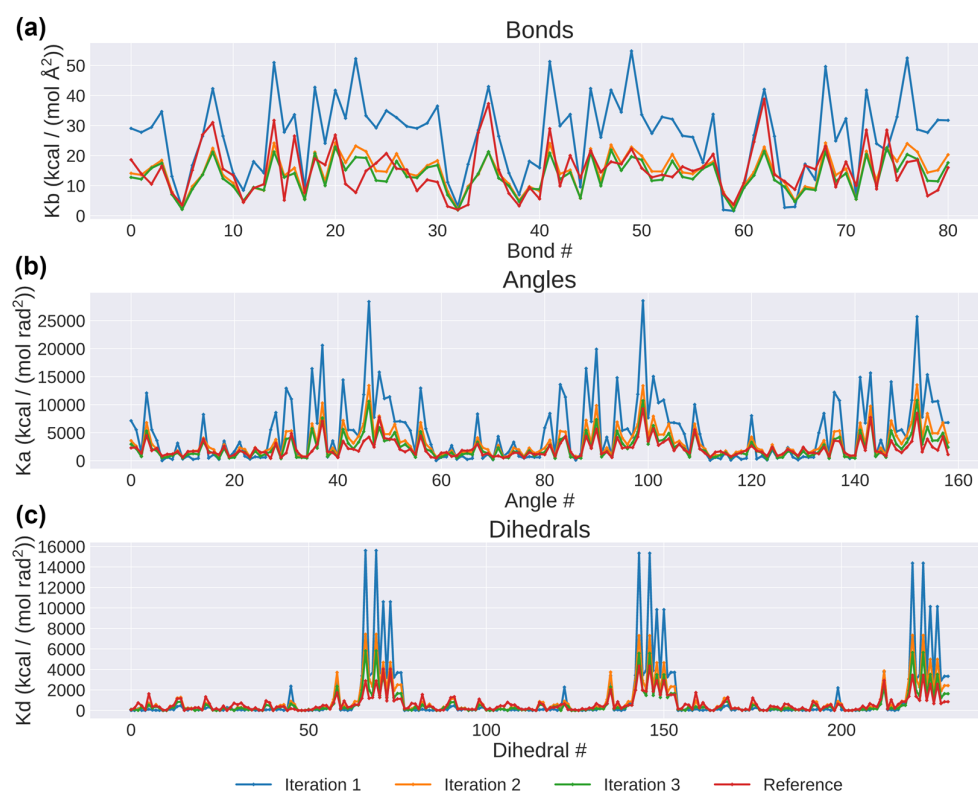 (a)
Bonds
Kb (kcal / (mol Å²))
50
40
30
20
10
0
0 10 20 30 40 50 60 70 80
Bond #
(b)
Angles
Ka (kcal / (mol rad²))
25000
20000
15000
10000
5000
0
0 20 40 60 80 100 120 140 160
Angle #
(c)
Dihedrals
Kd (kcal / (mol rad²))
16000
14000
12000
10000
8000
6000
4000
2000
0
0 50 100 150 200
Dihedral #
Iteration 1 Iteration 2 Iteration 3 Reference